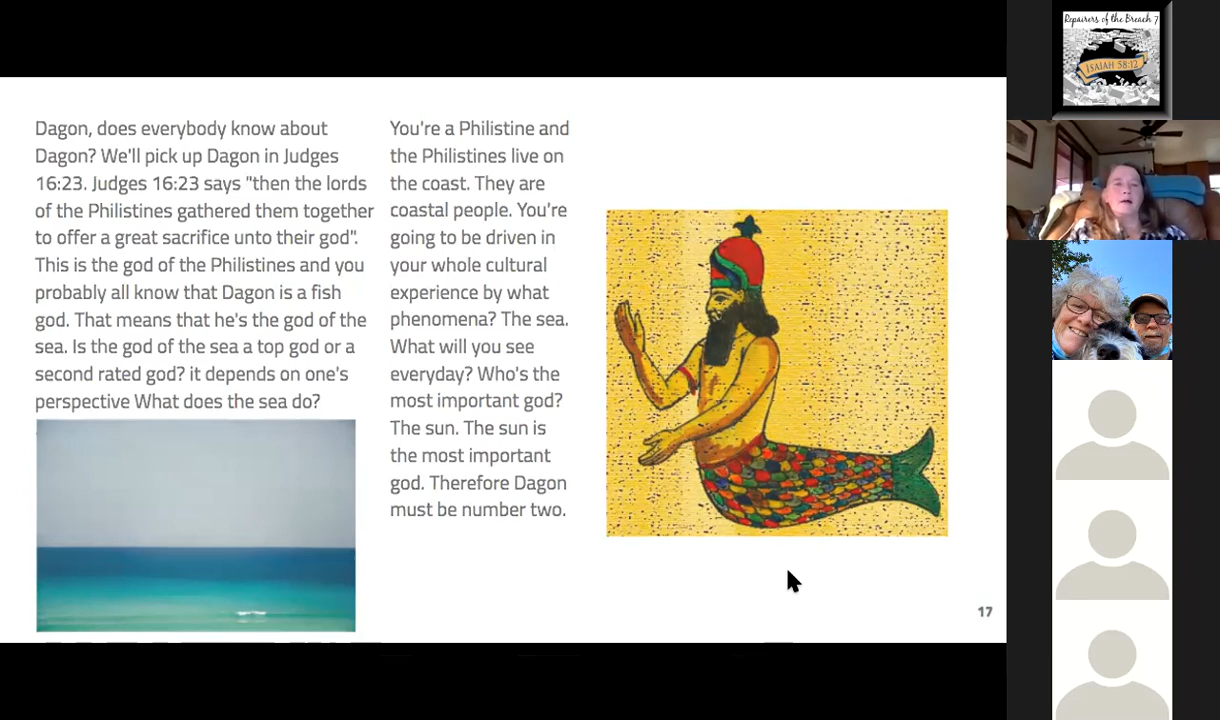 Dagon, does everybody know about
Dagon? We'll pick up Dagon in Judges
16:23. Judges 16:23 says "then the lords
of the Philistines gathered them together
to offer a great sacrifice unto their god".
This is the god of the Philistines and you
probably all know that Dagon is a fish
god. That means that he's the god of the
sea. Is the god of the sea a top god or a
second rated god? it depends on one's
perspective What does the sea do?
You're a Philistine and
the Philistines live on
the coast. They are
coastal people. You're
going to be driven in
your whole cultural
experience by what
phenomena? The sea.
What will you see
everyday? Who's the
most important god?
The sun. The sun is
the most important
god. Therefore Dagon
must be number two.
17
Repairers of the Breach 7
ISAIAH 58:12